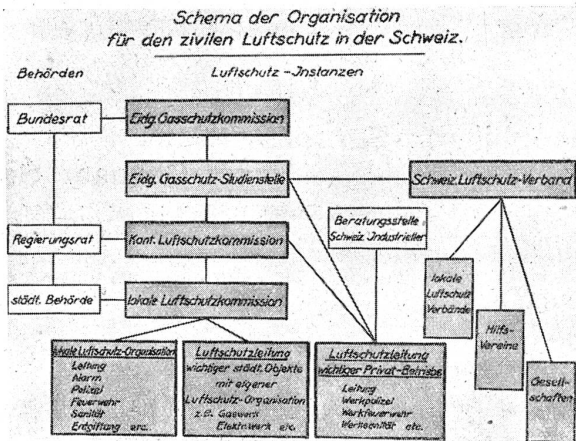 Schema der Organisation
für den zivilen Luftschutz in der Schweiz.
Behörden
Luftschutz-Instanzen
Bundesrat
Eidg. Gasschutzkommission
Eidg. Gasschutz-Studienstelle
Schweiz. Luftschutz-Verband
Beratungsstelle
Schweiz. Industrieller
Regierungsrat
Kant. Luftschutzkommission
städt. Behörde
lokale Luftschutzkommission
lokale
Luftschutz
Verbände
Hilfs-
Vereine
Gesell-
schaften
lokale Luftschutz-Organisation
Leitung
Alarm
Polizei
Feuerwehr
Sanität
Entgiftung etc.
Luftschutzleitung
wichtiger städt. Objekte
mit eigener
Luftschutz-Organisation
z.B. Gaswerk
Elektr.Werk etc.
Luftschutzleitung
wichtiger Privat-Betriebe
Leitung
Werkpolizei
Werkfeuerwehr
Werksanität etc.